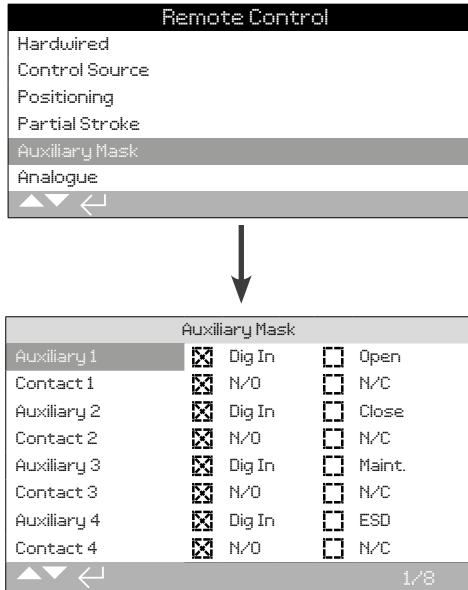 Remote Control
Hardwired
Control Source
Positioning
Partial Stroke
Auxiliary Mask
Analogue
Auxiliary Mask
Auxiliary 1 Dig In Open
Contact 1 N/O N/C
Auxiliary 2 Dig In Close
Contact 2 N/O N/C
Auxiliary 3 Dig In Maint.
Contact 3 N/O N/C
Auxiliary 4 Dig In ESD
Contact 4 N/O N/C
1/8